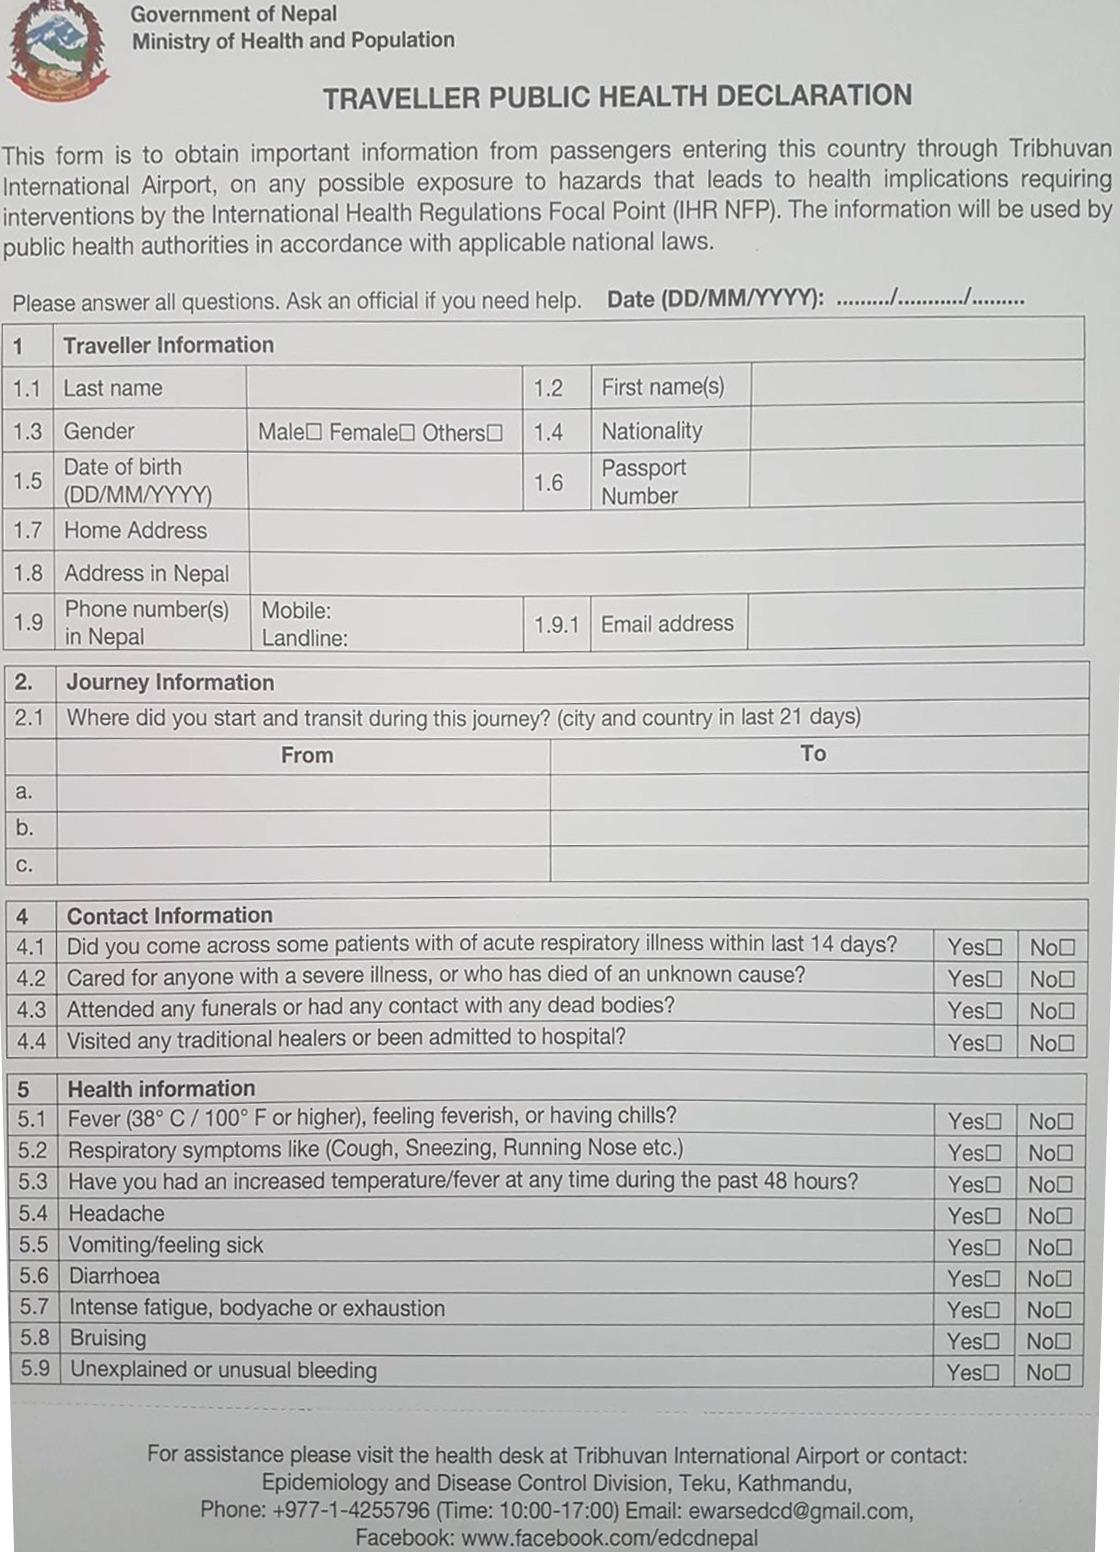 Government of Nepal
Ministry of Health and Population
TRAVELLER PUBLIC HEALTH DECLARATION
This form is to obtain important information from passengers entering this country through Tribhuvan
International Airport, on any possible exposure to hazards that leads to health implications requiring
interventions by the International Health Regulations Focal Point (IHR NFP). The information will be used by
public health authorities in accordance with applicable national laws.
Please answer all questions. Ask an official if you need help. Date (DD/MM/YYYY): ........./.........../.........
1 Traveller Information
1.1 Last name 1.2 First name(s)
1.3 Gender Male☐ Female☐ Others☐ 1.4 Nationality
1.5 Date of birth (DD/MM/YYYY) 1.6 Passport Number
1.7 Home Address
1.8 Address in Nepal
1.9 Phone number(s) in Nepal Mobile: Landline: 1.9.1 Email address
2. Journey Information
2.1 Where did you start and transit during this journey? (city and country in last 21 days)
From To
a.
b.
c.
4 Contact Information
4.1 Did you come across some patients with of acute respiratory illness within last 14 days? Yes☐ No☐
4.2 Cared for anyone with a severe illness, or who has died of an unknown cause? Yes☐ No☐
4.3 Attended any funerals or had any contact with any dead bodies? Yes☐ No☐
4.4 Visited any traditional healers or been admitted to hospital? Yes☐ No☐
5 Health information
5.1 Fever (38° C / 100° F or higher), feeling feverish, or having chills? Yes☐ No☐
5.2 Respiratory symptoms like (Cough, Sneezing, Running Nose etc.) Yes☐ No☐
5.3 Have you had an increased temperature/fever at any time during the past 48 hours? Yes☐ No☐
5.4 Headache Yes☐ No☐
5.5 Vomiting/feeling sick Yes☐ No☐
5.6 Diarrhoea Yes☐ No☐
5.7 Intense fatigue, bodyache or exhaustion Yes☐ No☐
5.8 Bruising Yes☐ No☐
5.9 Unexplained or unusual bleeding Yes☐ No☐
For assistance please visit the health desk at Tribhuvan International Airport or contact:
Epidemiology and Disease Control Division, Teku, Kathmandu,
Phone: +977-1-4255796 (Time: 10:00-17:00) Email: ewarsedcd@gmail.com,
Facebook: www.facebook.com/edcdnepal